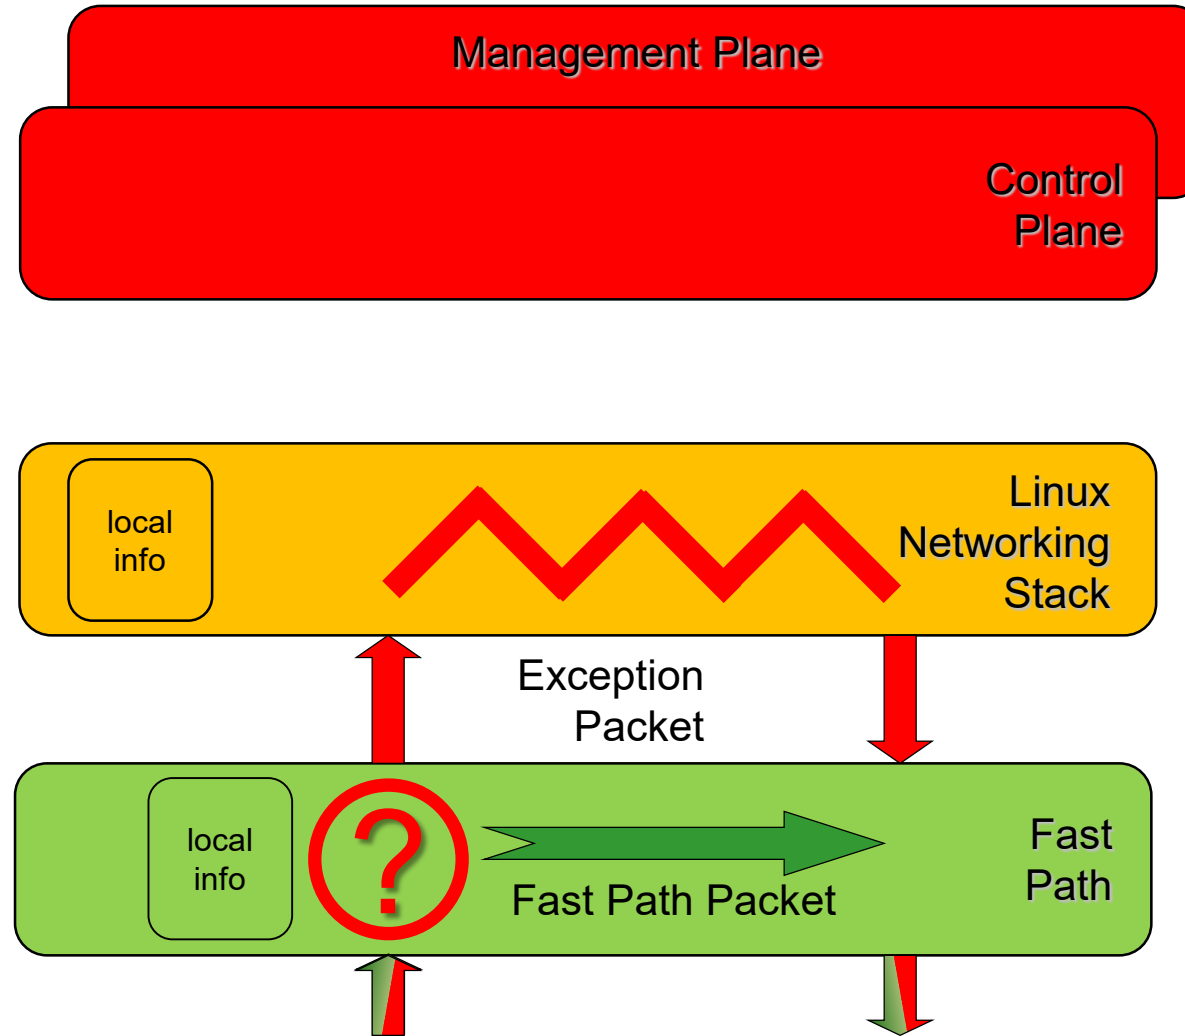 Management Plane
Control
Plane
local
info
Linux
Networking
Stack
Exception
Packet
local
info
?
Fast Path Packet
Fast
Path